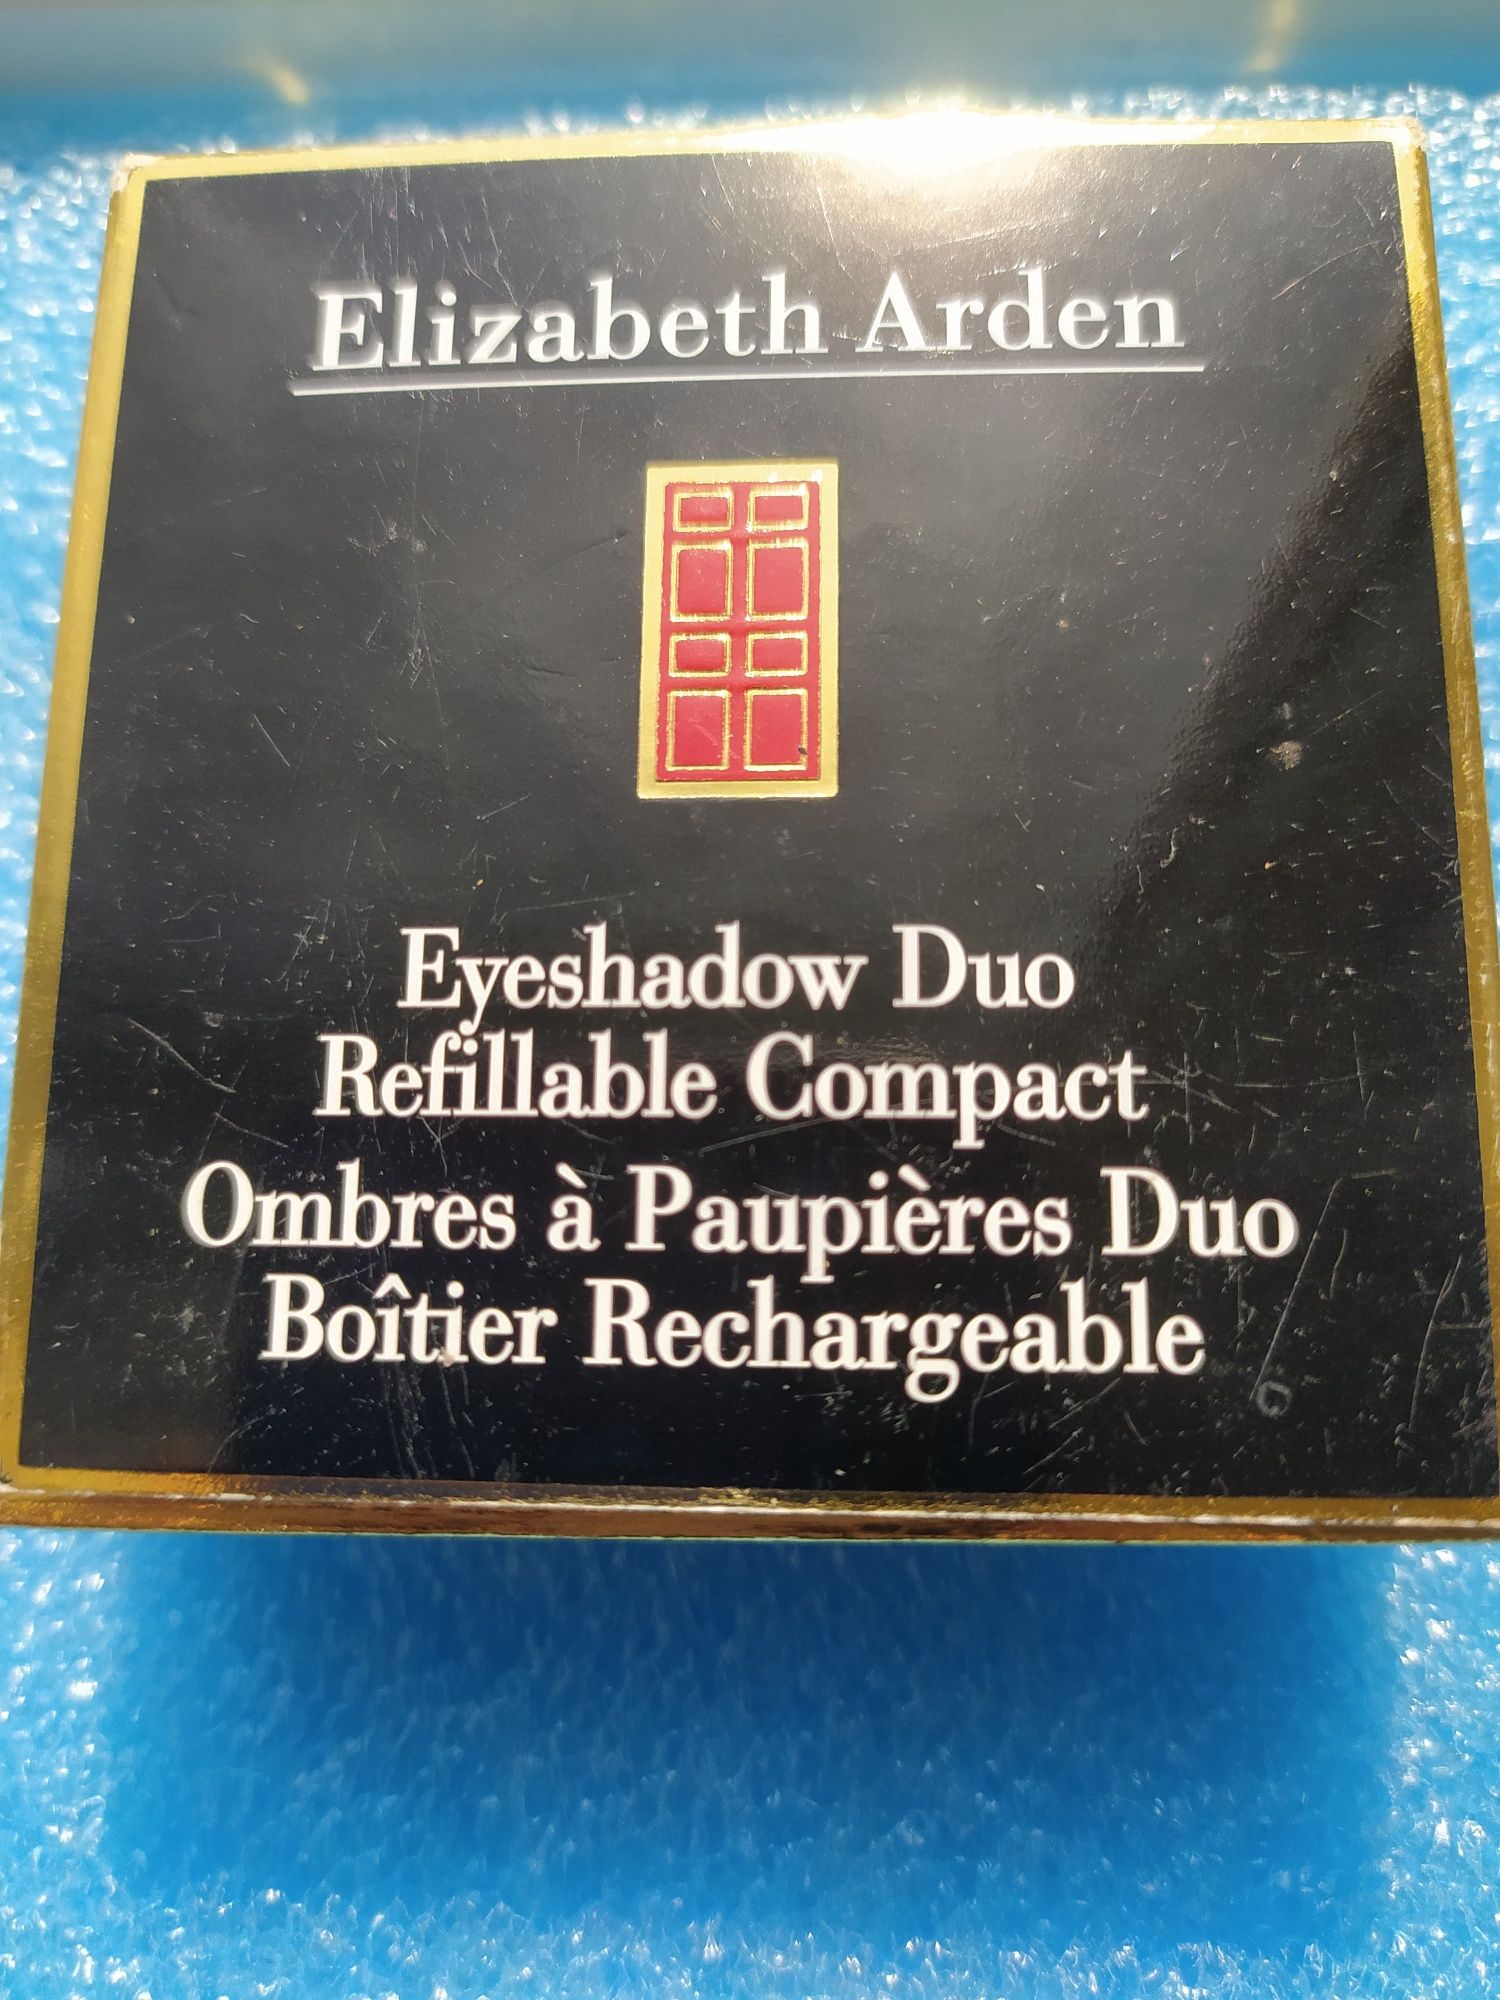 Elizabeth Arden
Eyeshadow Duo
Refillable Compact
Ombres à Paupières Duo
Boîtier Rechargeable